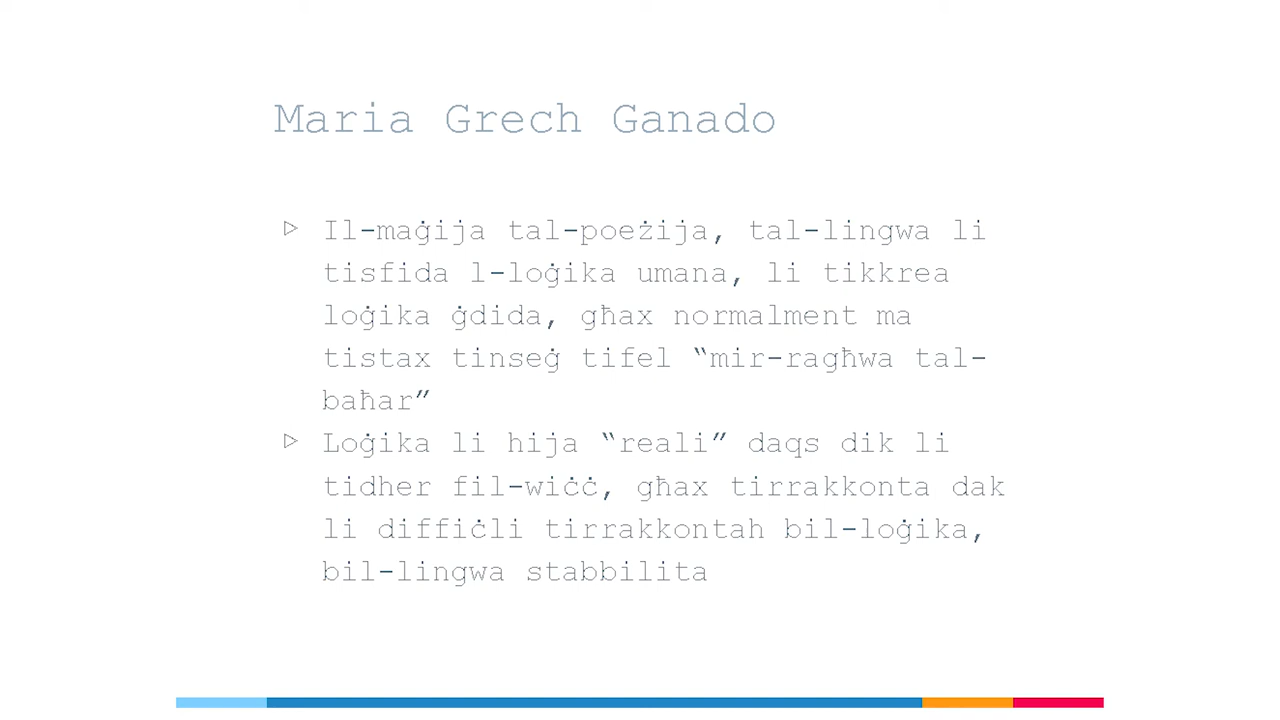 Maria Grech Ganado
Il-maġija tal-poeżija, tal-lingwa li
tisfida l-loġika umana, li tikkrea
loġika ġdida, għax normalment ma
tistax tinseġ tifel “mir-ragħwa tal-
baħar”
Loġika li hija “reali” daqs dik li
tidher fil-wiċċ, għax tirrakkonta dak
li diffiċli tirrakkontah bil-loġika,
bil-lingwa stabbilita